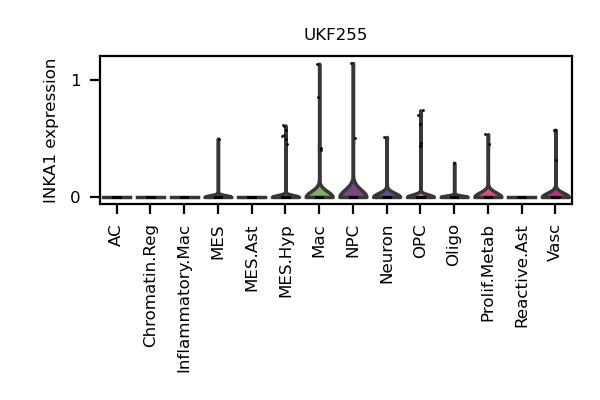 UKF255
INKA1 expression
1
0
AC
Chromatin.Reg
Inflammatory.Mac
MES
MES.Ast
MES.Hyp
Mac
NPC
Neuron
OPC
Oligo
Prolif.Metab
Reactive.Ast
Vasc